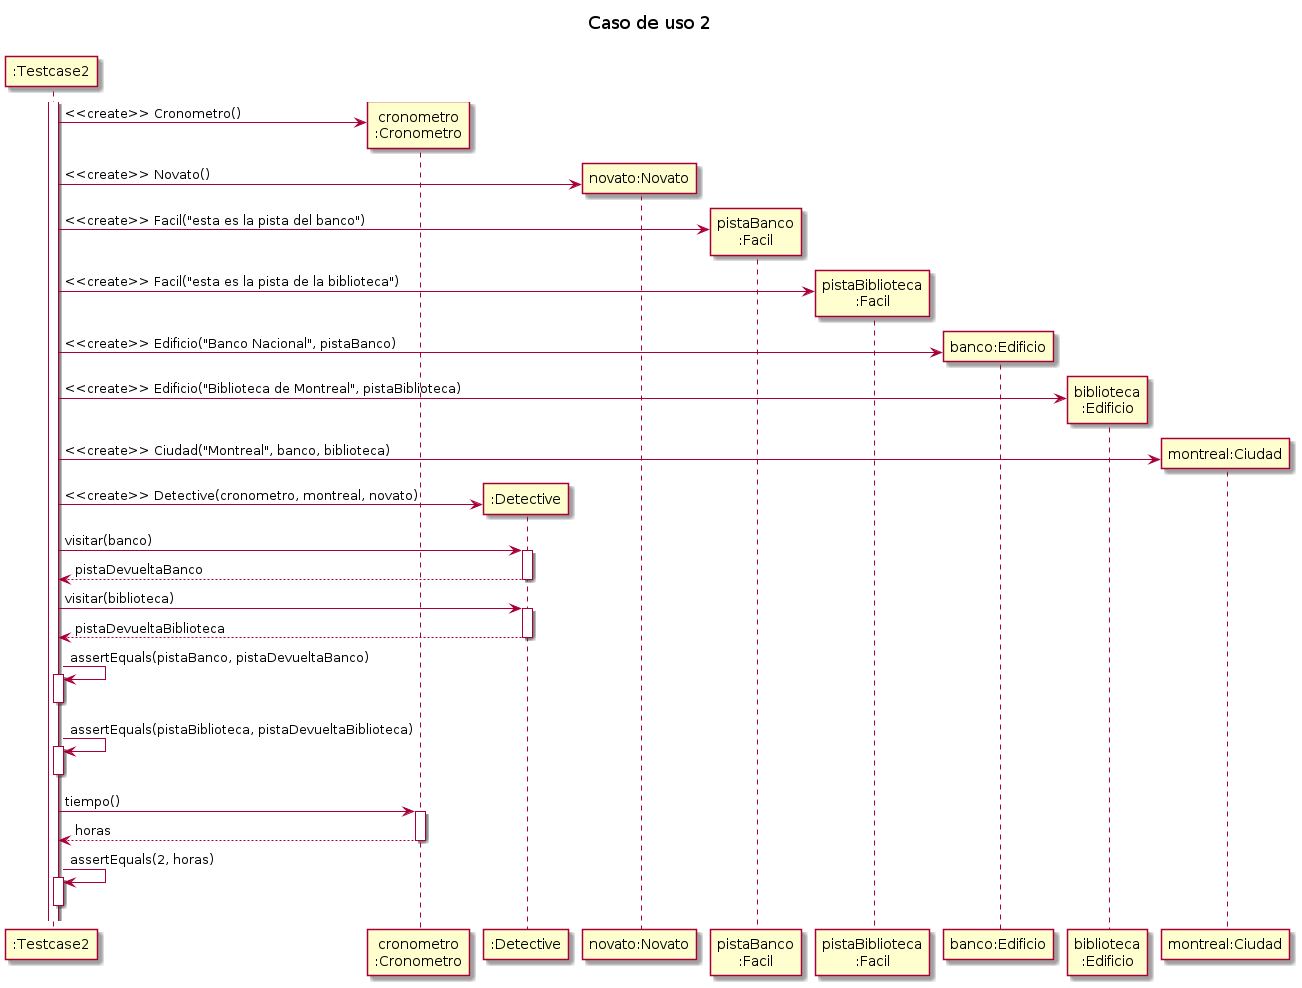 Caso de uso 2
:Testcase2
<<create>> Cronometro()
cronometro
:Cronometro
<<create>> Novato()
novato:Novato
<<create>> Facil("esta es la pista del banco")
pistaBanco
:Facil
<<create>> Facil("esta es la pista de la biblioteca")
pistaBiblioteca
:Facil
<<create>> Edificio("Banco Nacional", pistaBanco)
banco:Edificio
<<create>> Edificio("Biblioteca de Montreal", pistaBiblioteca)
biblioteca
:Edificio
<<create>> Ciudad("Montreal", banco, biblioteca)
montreal:Ciudad
<<create>> Detective(cronometro, montreal, novato)
:Detective
visitar(banco)
pistaDevueltaBanco
visitar(biblioteca)
pistaDevueltaBiblioteca
assertEquals(pistaBanco, pistaDevueltaBanco)
assertEquals(pistaBiblioteca, pistaDevueltaBiblioteca)
tiempo()
horas
assertEquals(2, horas)
:Testcase2
cronometro
:Cronometro
:Detective
novato:Novato
pistaBanco
:Facil
pistaBiblioteca
:Facil
banco:Edificio
biblioteca
:Edificio
montreal:Ciudad